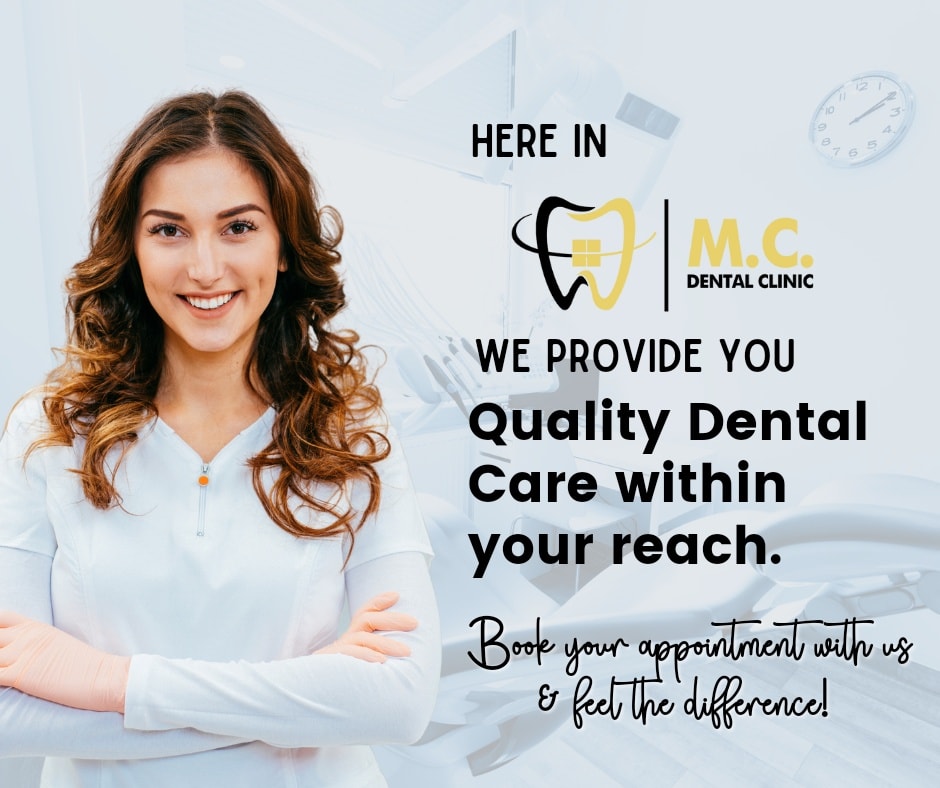 HERE IN
M.C.
DENTAL CLINIC
WE PROVIDE YOU
Quality Dental
Care within
your reach.
Book your appointment with us
& feel the difference!